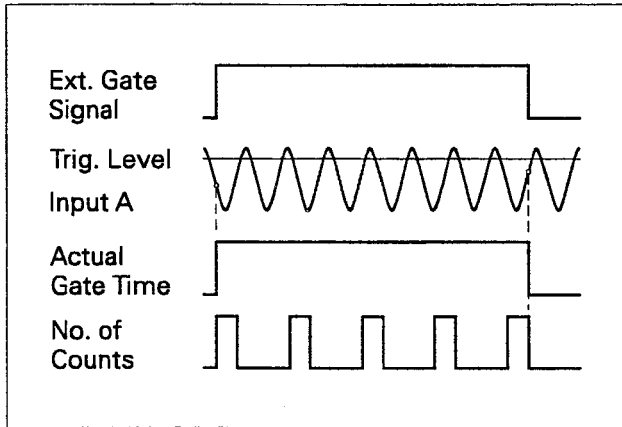 Ext. Gate
Signal
Trig. Level
Input A
Actual
Gate Time
No. of
Counts